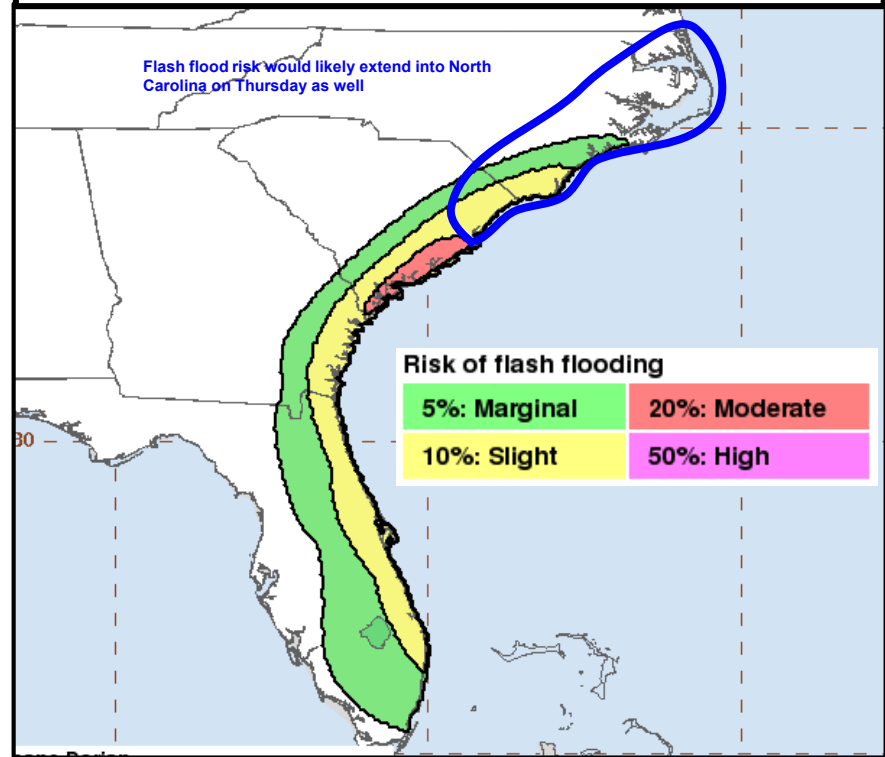 Flash flood risk would likely extend into North
Carolina on Thursday as well
Risk of flash flooding
5%: Marginal
20%: Moderate
10%: Slight
50%: High
30